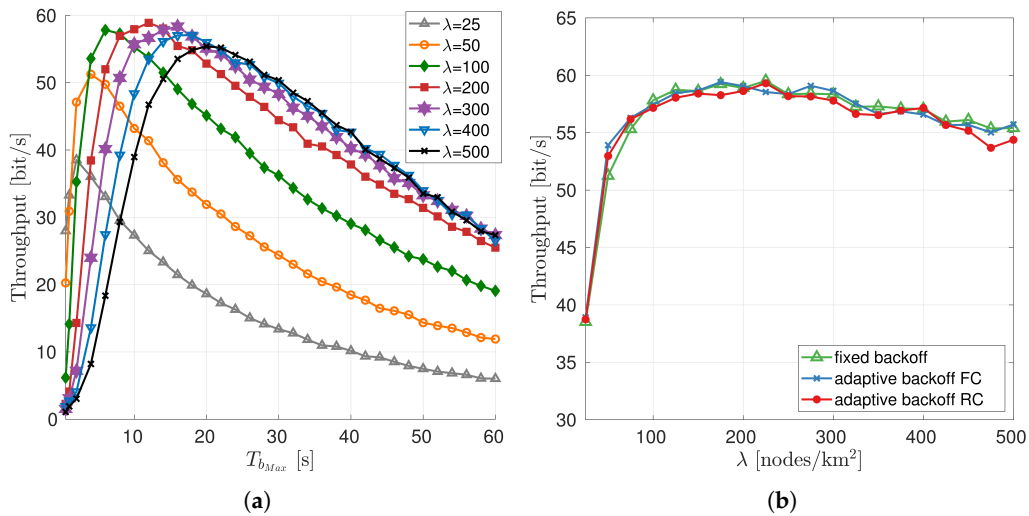 60
50
40
30
20
10
0
10
20
30
40
50
60
Throughput [bit/s]
T_{b_{Max}} [s]
λ=25
λ=50
λ=100
λ=200
λ=300
λ=400
λ=500
(a)
65
60
55
50
45
40
35
30
100
200
300
400
500
Throughput [bit/s]
λ [nodes/km²]
fixed backoff
adaptive backoff FC
adaptive backoff RC
(b)